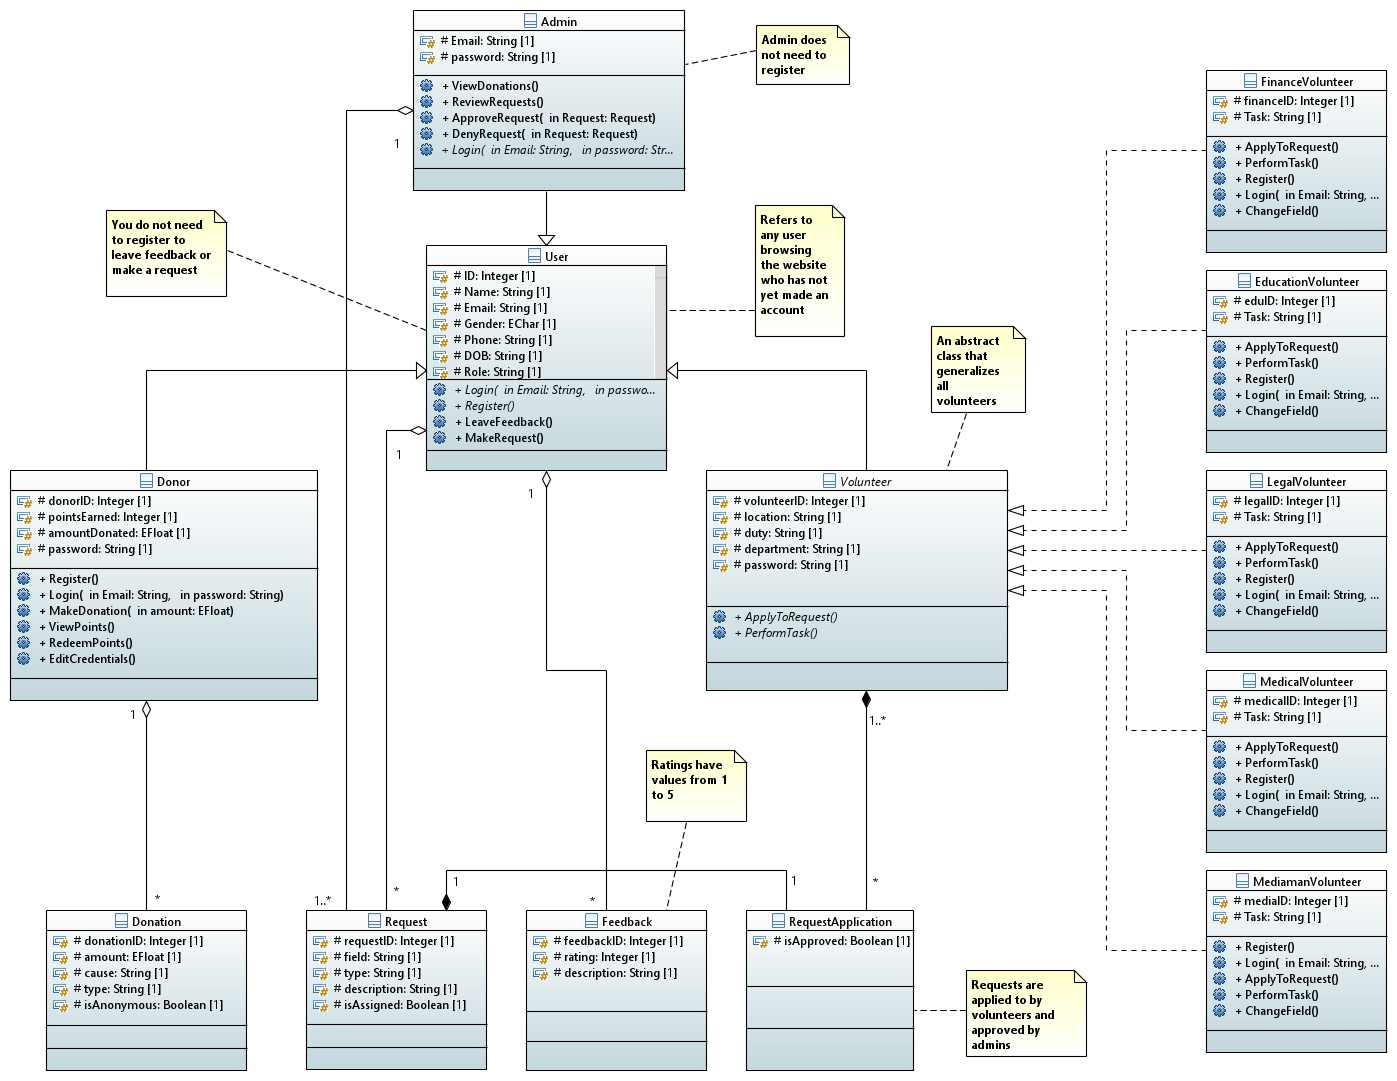 Admin
# Email: String [1]
# password: String [1]
+ ViewDonations()
+ ReviewRequests()
+ ApproveRequest(  in Request: Request)
+ DenyRequest(  in Request: Request)
+ Login(  in Email: String,   in password: Str...
Admin does
not need to
register
1
You do not need
to register to
leave feedback or
make a request
User
# ID: Integer [1]
# Name: String [1]
# Email: String [1]
# Gender: EChar [1]
# Phone: String [1]
# DOB: String [1]
# Role: String [1]
+ Login(  in Email: String,   in passwo...
+ Register()
+ LeaveFeedback()
+ MakeRequest()
Refers to
any user
browsing
the website
who has not
yet made an
account
An abstract
class that
generalizes
all
volunteers
1
1
Donor
# donorID: Integer [1]
# pointsEarned: Integer [1]
# amountDonated: EFloat [1]
# password: String [1]
+ Register()
+ Login(  in Email: String,   in password: String)
+ MakeDonation(  in amount: EFloat)
+ ViewPoints()
+ RedeemPoints()
+ EditCredentials()
1
Volunteer
# volunteerID: Integer [1]
# location: String [1]
# duty: String [1]
# department: String [1]
# password: String [1]
+ ApplyToRequest()
+ PerformTask()
1..*
FinanceVolunteer
# financeID: Integer [1]
# Task: String [1]
+ ApplyToRequest()
+ PerformTask()
+ Register()
+ Login(  in Email: String, ...
+ ChangeField()
EducationVolunteer
# eduID: Integer [1]
# Task: String [1]
+ ApplyToRequest()
+ PerformTask()
+ Register()
+ Login(  in Email: String, ...
+ ChangeField()
LegalVolunteer
# legalID: Integer [1]
# Task: String [1]
+ ApplyToRequest()
+ PerformTask()
+ Register()
+ Login(  in Email: String, ...
+ ChangeField()
MedicalVolunteer
# medicalID: Integer [1]
# Task: String [1]
+ ApplyToRequest()
+ PerformTask()
+ Register()
+ Login(  in Email: String, ...
+ ChangeField()
MediamanVolunteer
# mediaID: Integer [1]
# Task: String [1]
+ Register()
+ Login(  in Email: String, ...
+ ApplyToRequest()
+ PerformTask()
+ ChangeField()
Ratings have
values from 1
to 5
*
1..*
*
1
*
1
*
Donation
# donationID: Integer [1]
# amount: EFloat [1]
# cause: String [1]
# type: String [1]
# isAnonymous: Boolean [1]
Request
# requestID: Integer [1]
# field: String [1]
# type: String [1]
# description: String [1]
# isAssigned: Boolean [1]
Feedback
# feedbackID: Integer [1]
# rating: Integer [1]
# description: String [1]
RequestApplication
# isApproved: Boolean [1]
Requests are
applied to by
volunteers and
approved by
admins